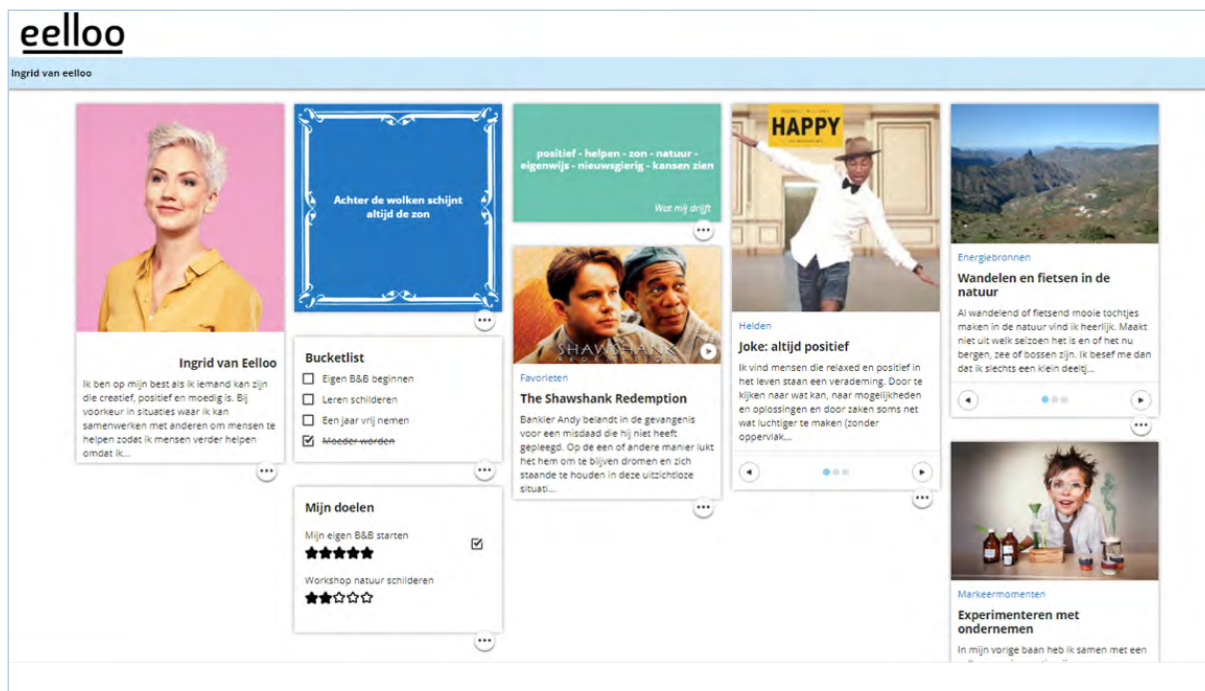 eelloo
Ingrid van eelloo
Ingrid van Eelloo
Ik ben op mijn best als ik iemand kan zijn
die creatief, positief en moedig is. Bij
voorkeur in situaties waar ik kan
samenwerken met anderen om mensen te
helpen zodat ik mensen verder helpen
omdat ik...
Achter de wolken schijnt
altijd de zon
Bucketlist
Eigen B&B beginnen
Leren schilderen
Een jaar vrij nemen
Moeder worden
Mijn doelen
Mijn eigen B&B starten
Workshop natuur schilderen
positief - helpen - zon - natuur -
eigenwijs - nieuwsgierig - kansen zien
Wat mij drijft
SHAWSHANK
Favorieten
The Shawshank Redemption
Bankier Andy belandt in de gevangenis
voor een misdaad die hij niet heeft
gepleegd. Op de een of andere manier lukt
het hem om te blijven dromen en zich
staande te houden in deze uitzichtloze
situati...
HAPPY
Helden
Joke: altijd positief
Ik vind mensen die relaxed en positief in
het leven staan een verademing. Door te
kijken naar wat kan, naar mogelijkheden
en oplossingen en door zaken soms net
wat luchtiger te maken (zonder
oppervlak...
Energiebronnen
Wandelen en fietsen in de
natuur
Al wandelend of fietsend mooie tochtjes
maken in de natuur vind ik heerlijk. Maakt
niet uit welk seizoen het is en of het nu
bergen, zee of bossen zijn. Ik besef me dan
dat ik slechts een klein deeltj...
Markeermomenten
Experimenteren met
ondernemen
In mijn vorige baan heb ik samen met een